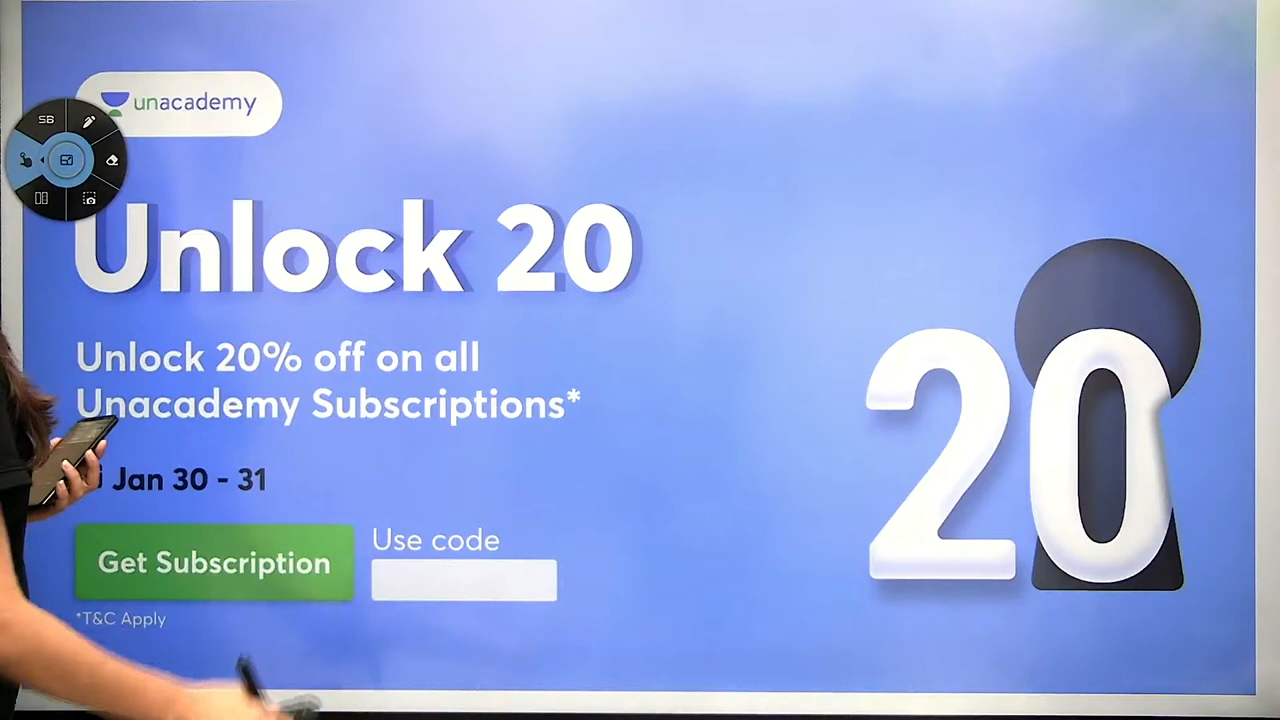 unacademy
SB
Unlock 20
Unlock 20% off on all
Unacademy Subscriptions*
Jan 30 - 31
Get Subscription
Use code
*T&C Apply
20